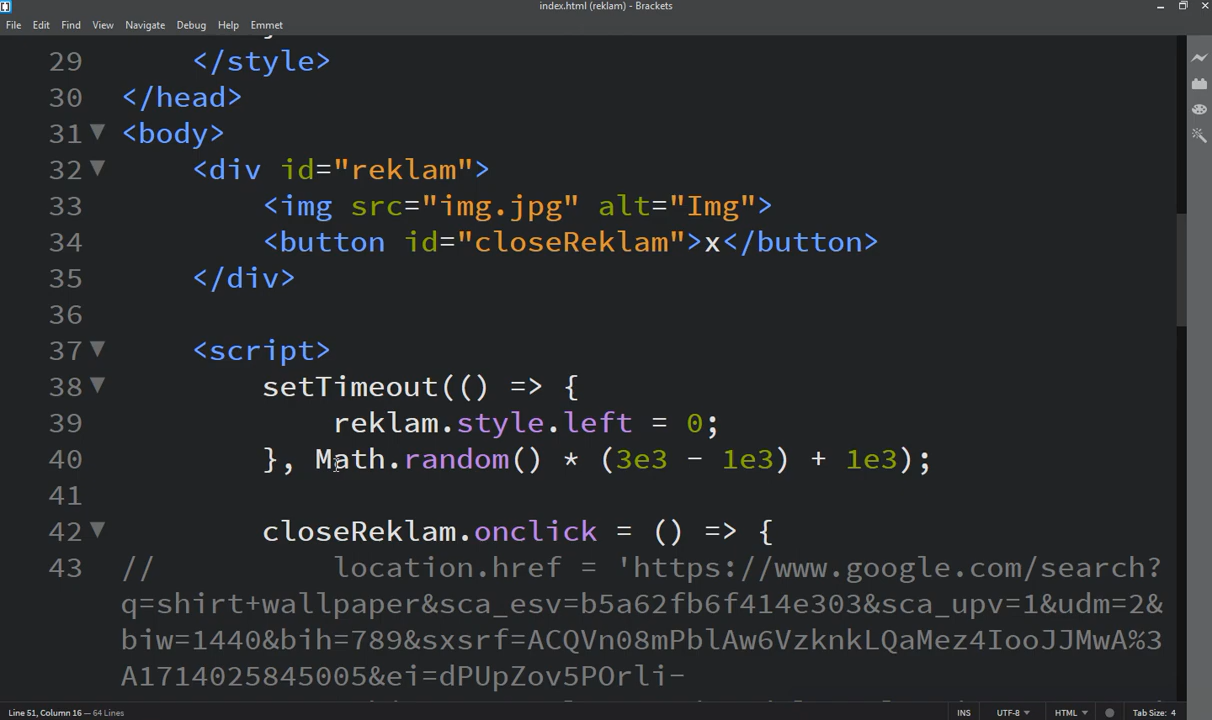 index.html (reklam) - Brackets
File Edit Find View Navigate Debug Help Emmet
29 </style>
30 </head>
31 <body>
32 <div id="reklam">
33 <img src="img.jpg" alt="Img">
34 <button id="closeReklam">x</button>
35 </div>
36
37 <script>
38 setTimeout(() => {
39 reklam.style.left = 0;
40 }, Math.random() * (3e3 - 1e3) + 1e3);
41
42 closeReklam.onclick = () => {
43 // location.href = 'https://www.google.com/search?
q=shirt+wallpaper&sca_esv=b5a62fb6f414e303&sca_upv=1&udm=2&
biw=1440&bih=789&sxsrf=ACQVn08mPblAw6VzknkLQaMez4IooJJMwA%3
A1714025845005&ei=dPUpZov5POrli-
Line 51, Column 16 — 64 Lines INS UTF-8 HTML Tab Size: 4